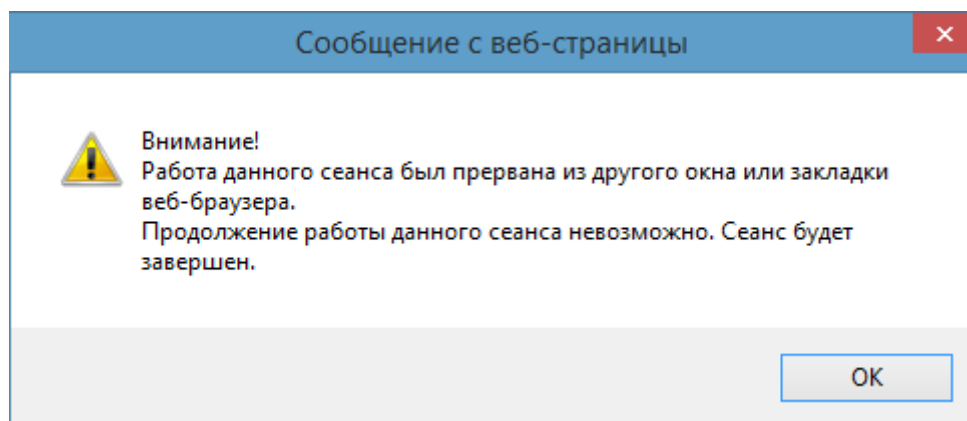 Сообщение с веб-страницы
Внимание!
Работа данного сеанса был прервана из другого окна или закладки
веб-браузера.
Продолжение работы данного сеанса невозможно. Сеанс будет
завершен.
ОК